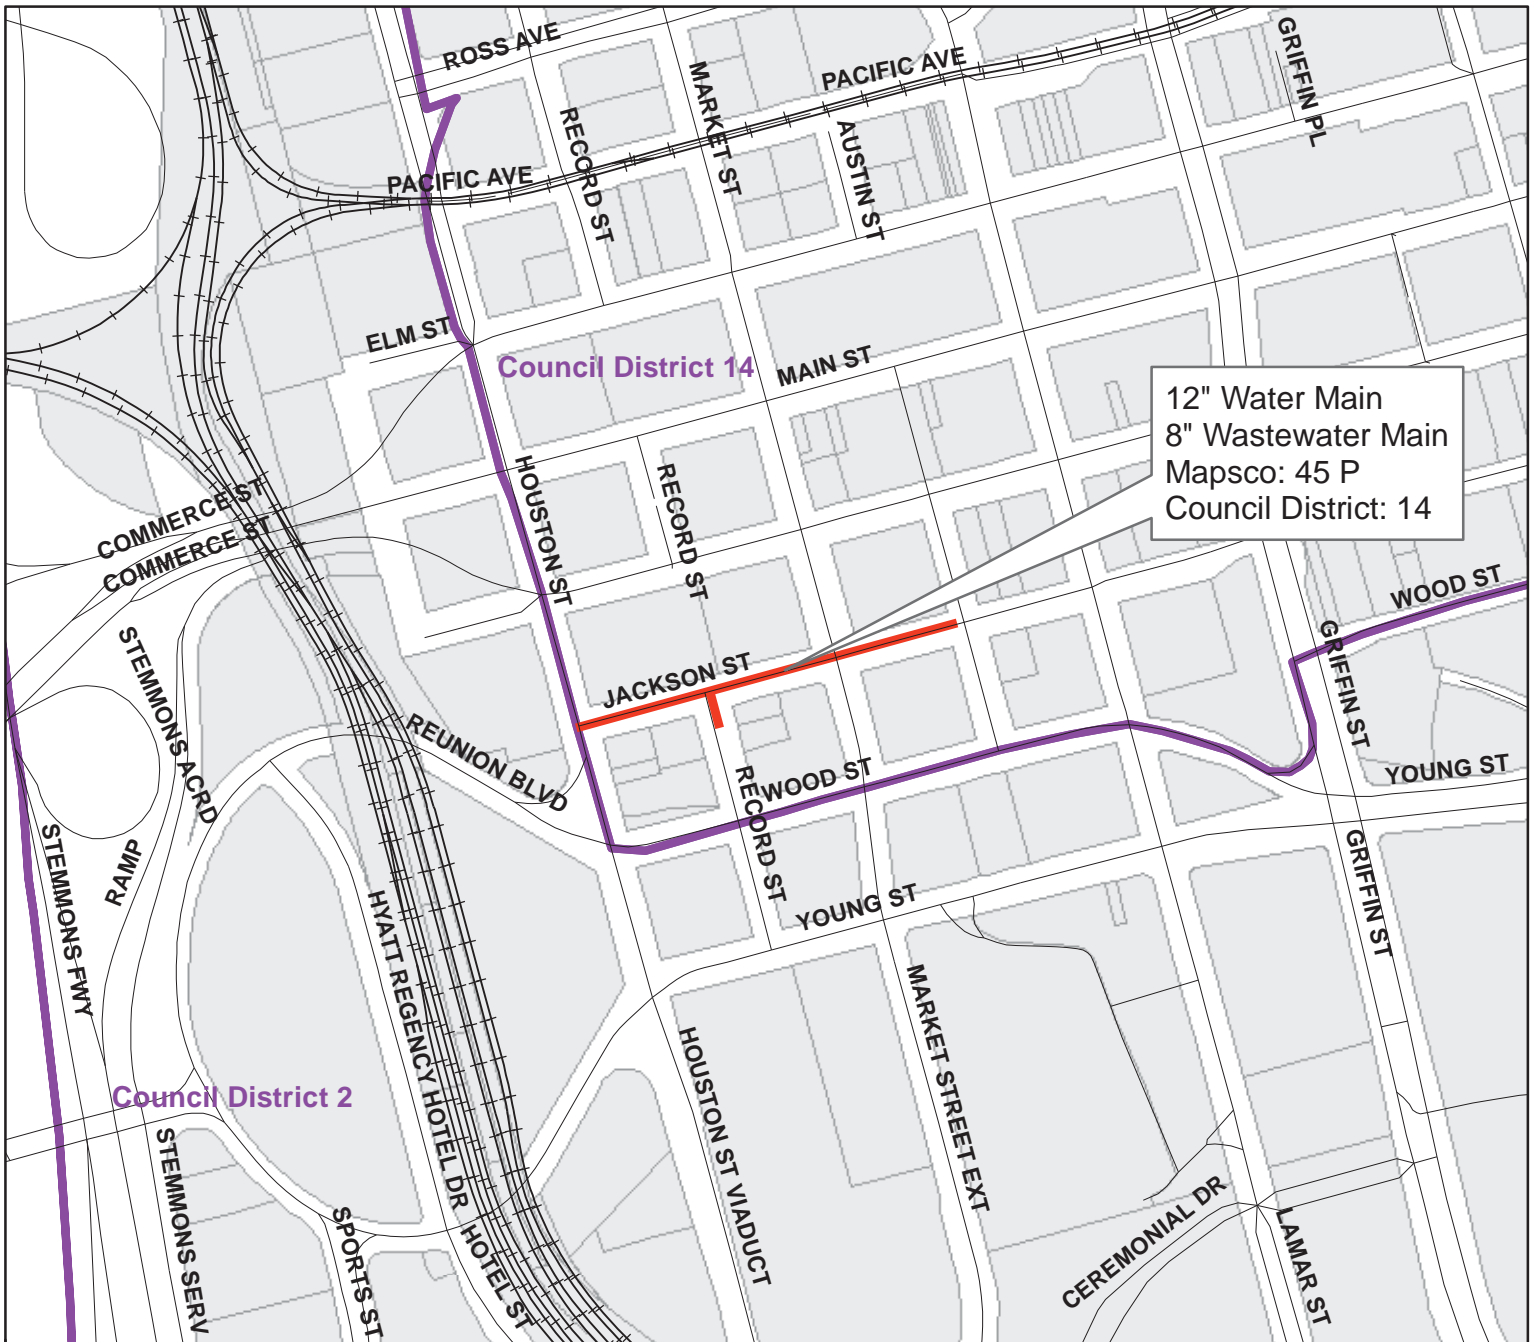 ROSS AVE
PACIFIC AVE
GRIFFIN PL
MARKET ST
RECORD ST
AUSTIN ST
PACIFIC AVE
ELM ST
Council District 14
MAIN ST
12" Water Main
8" Wastewater Main
Mapsco: 45 P
Council District: 14
HOUSTON ST
RECORD ST
COMMERCE ST
COMMERCE ST
WOOD ST
STEMMONS ACRD
GRIFFIN ST
JACKSON ST
REUNION BLVD
WOOD ST
YOUNG ST
RECORD ST
STEMMONS FWY
RAMP
GRIFFIN ST
YOUNG ST
HYATT REGENCY HOTEL DR
MARKET STREET EXT
HOUSTON ST VIADUCT
Council District 2
STEMMONS SERV
CEREMONIAL DR
SPORTS ST
HOTEL ST
LAMAR ST